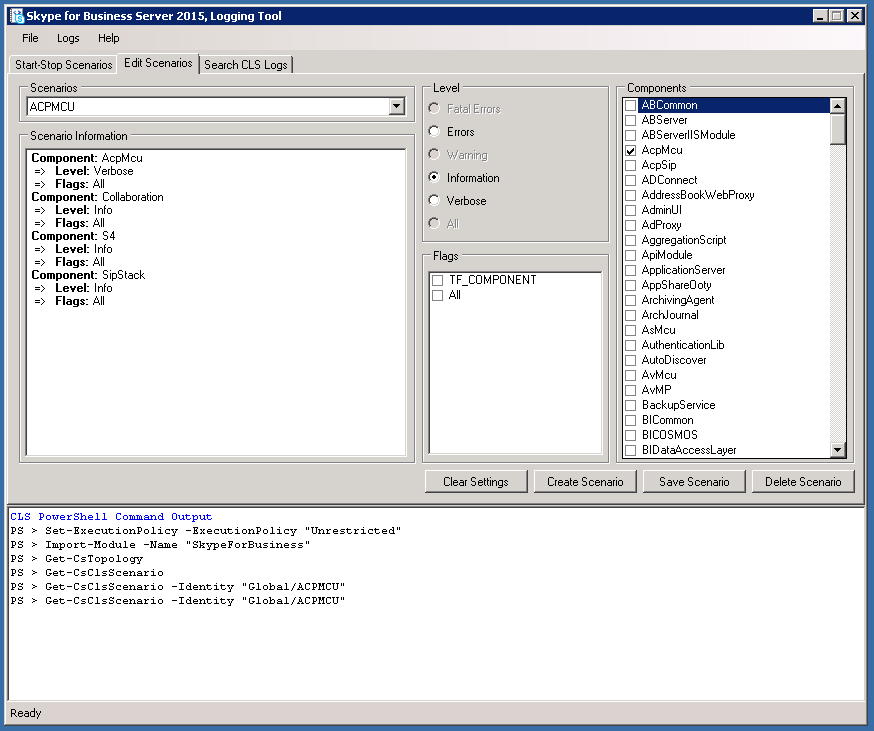 Skype for Business Server 2015, Logging Tool
File Logs Help
Start-Stop Scenarios Edit Scenarios Search CLS Logs
Scenarios
ACPMCU
Scenario Information
Component: AcpMcu
=> Level: Verbose
=> Flags: All
Component: Collaboration
=> Level: Info
=> Flags: All
Component: S4
=> Level: Info
=> Flags: All
Component: SipStack
=> Level: Info
=> Flags: All
Level
Fatal Errors
Errors
Warning
Information
Verbose
All
Flags
TF_COMPONENT
All
Components
ABCommon
ABServer
ABServerIISModule
AcpMcu
AcpSip
ADConnect
AddressBookWebProxy
AdminUI
AdProxy
AggregationScript
ApiModule
ApplicationServer
AppShareOoty
ArchivingAgent
ArchJournal
AsMcu
AuthenticationLib
AutoDiscover
AvMcu
AvMP
BackupService
BICommon
BICOSMOS
BIDataAccessLayer
Clear Settings Create Scenario Save Scenario Delete Scenario
CLS PowerShell Command Output
PS > Set-ExecutionPolicy -ExecutionPolicy "Unrestricted"
PS > Import-Module -Name "SkypeForBusiness"
PS > Get-CsTopology
PS > Get-CsClsScenario
PS > Get-CsClsScenario -Identity "Global/ACPMCU"
PS > Get-CsClsScenario -Identity "Global/ACPMCU"
Ready